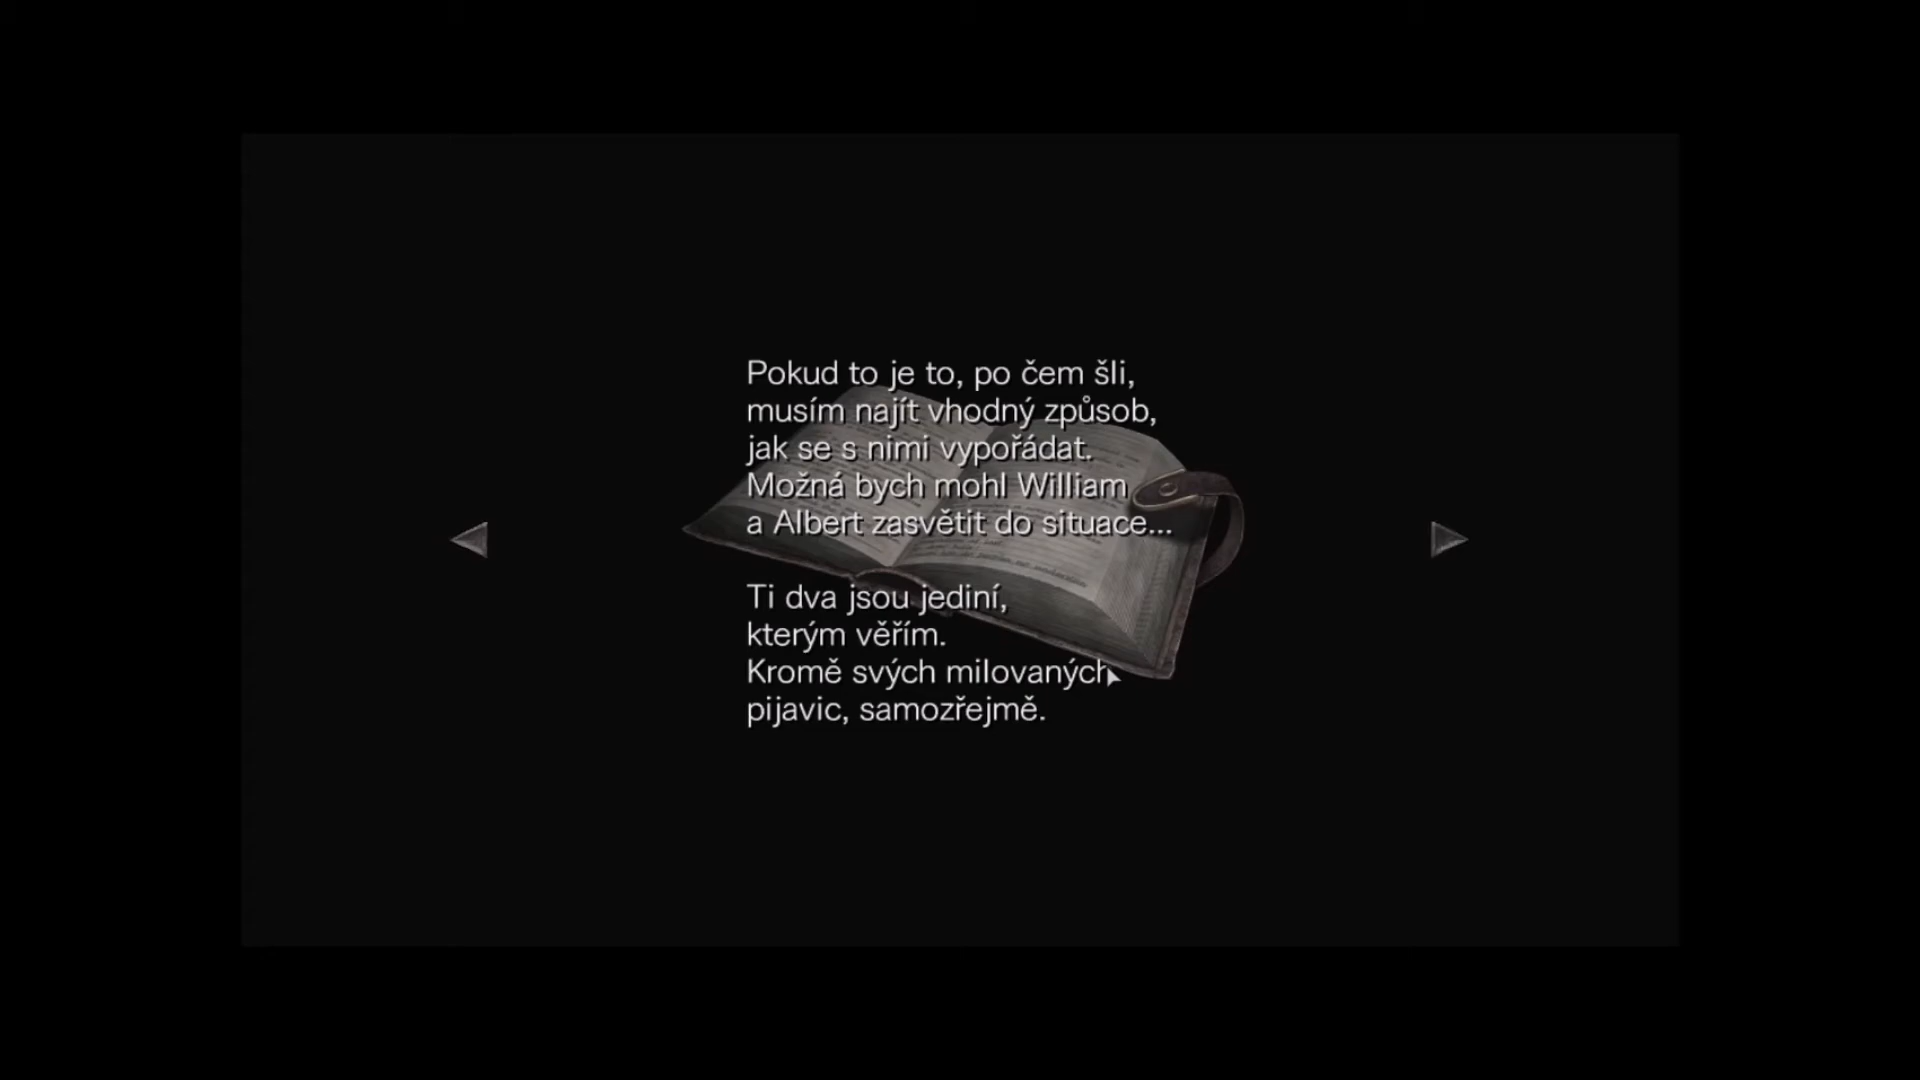 Pokud to je to, po čem šli,
musím najít vhodný způsob,
jak se s nimi vypořádat.
Možná bych mohl William
a Albert zasvětit do situace...
Ti dva jsou jediní,
kterým věřím.
Kromě svých milovaných
pijavic, samozřejmě.